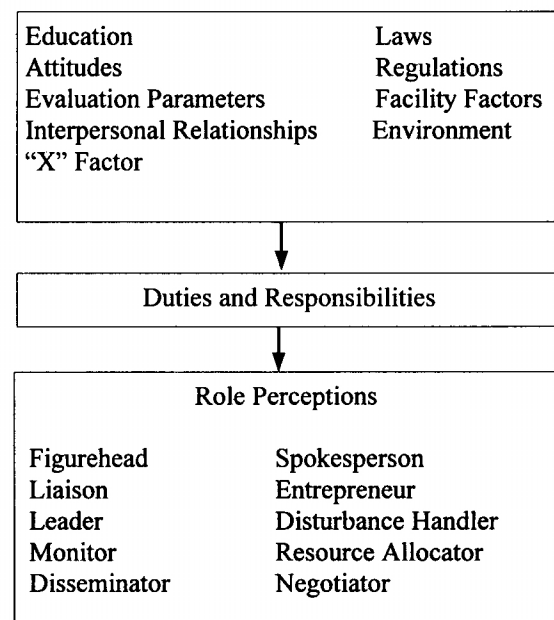 Education Laws
Attitudes Regulations
Evaluation Parameters Facility Factors
Interpersonal Relationships Environment
“X” Factor
Duties and Responsibilities
Role Perceptions
Figurehead Spokesperson
Liaison Entrepreneur
Leader Disturbance Handler
Monitor Resource Allocator
Disseminator Negotiator